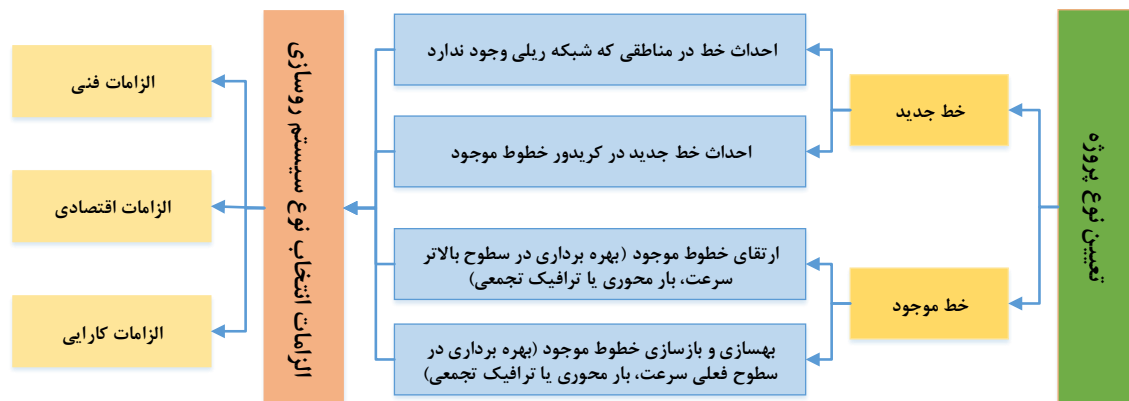 تعیین نوع پروژه
خط جدید
خط موجود
احداث خط در مناطقی که شبکه ریلی وجود ندارد
احداث خط جدید در کریدور خطوط موجود
ارتقای خطوط موجود (بهره برداری در سطوح بالاتر
سرعت، بار محوری یا ترافیک تجمعی)
بهسازی و بازسازی خطوط موجود (بهره برداری در
سطوح فعلی سرعت، بار محوری یا ترافیک تجمعی)
الزامات انتخاب نوع سیستم روسازی
الزامات فنی
الزامات اقتصادی
الزامات کارایی